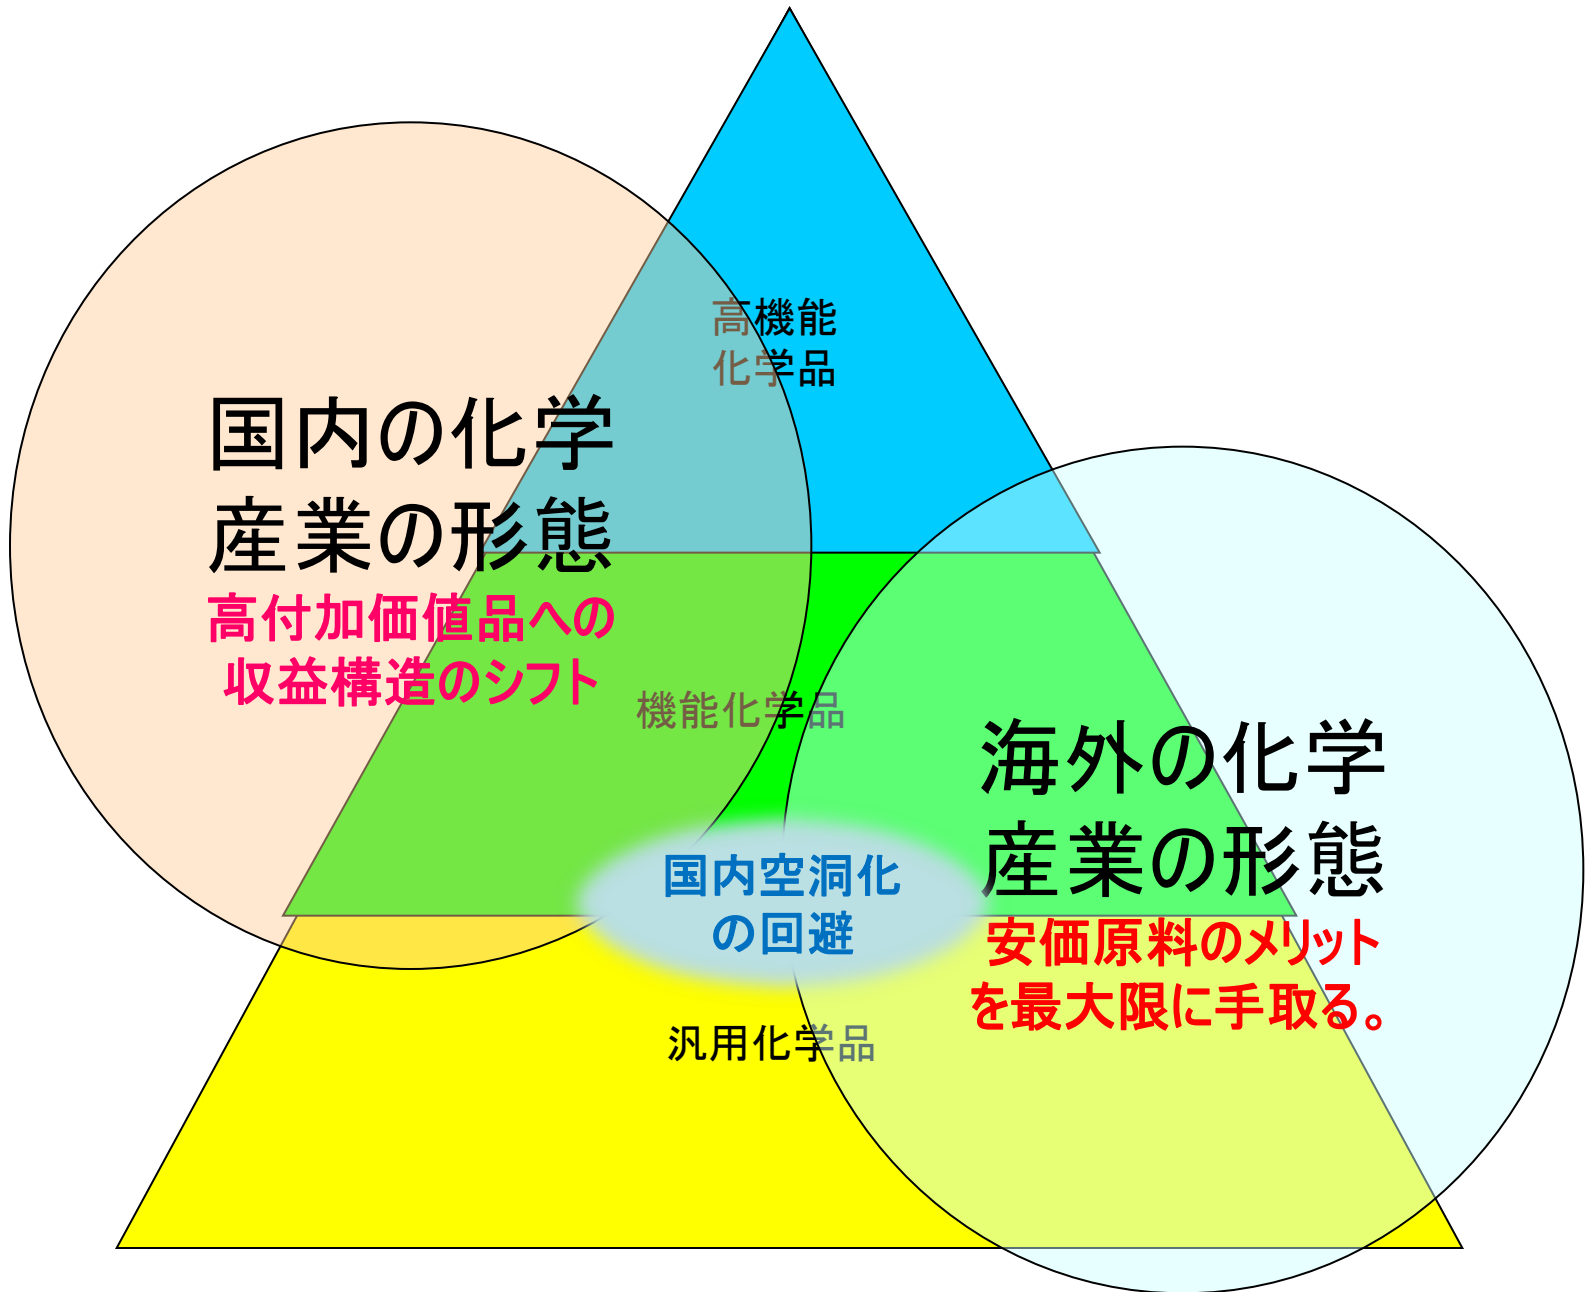 高機能
化学品
国内の化学
産業の形態
高付加価値品への
収益構造のシフト
機能化学品
海外の化学
産業の形態
安価原料のメリット
を最大限に手取る。
国内空洞化
の回避
汎用化学品